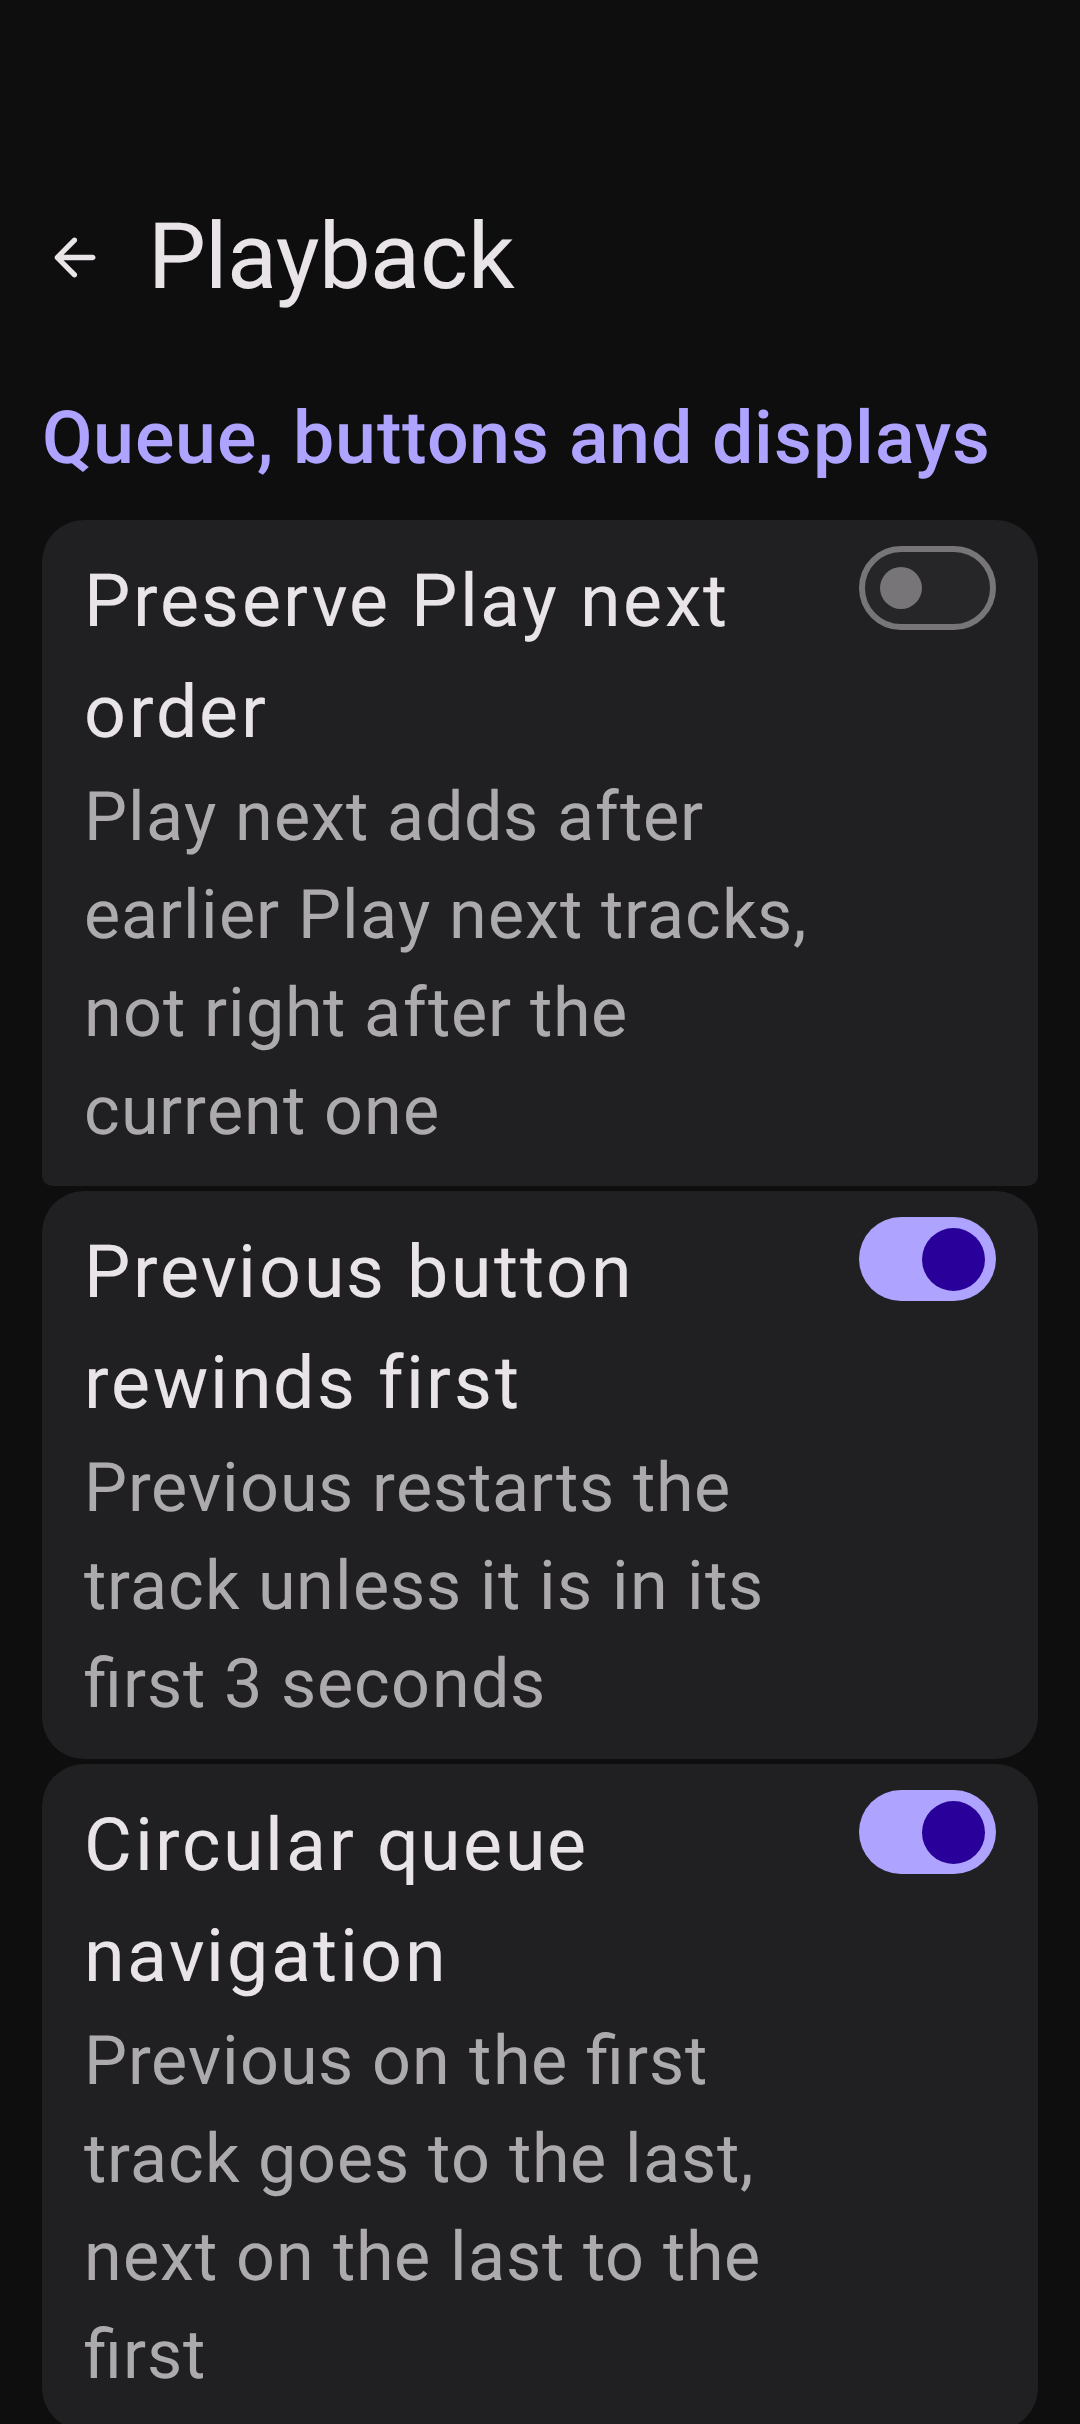 Playback
Queue, buttons and displays
Preserve Play next
order
Play next adds after
earlier Play next tracks,
not right after the
current one
Previous button
rewinds first
Previous restarts the
track unless it is in its
first 3 seconds
Circular queue
navigation
Previous on the first
track goes to the last,
next on the last to the
first